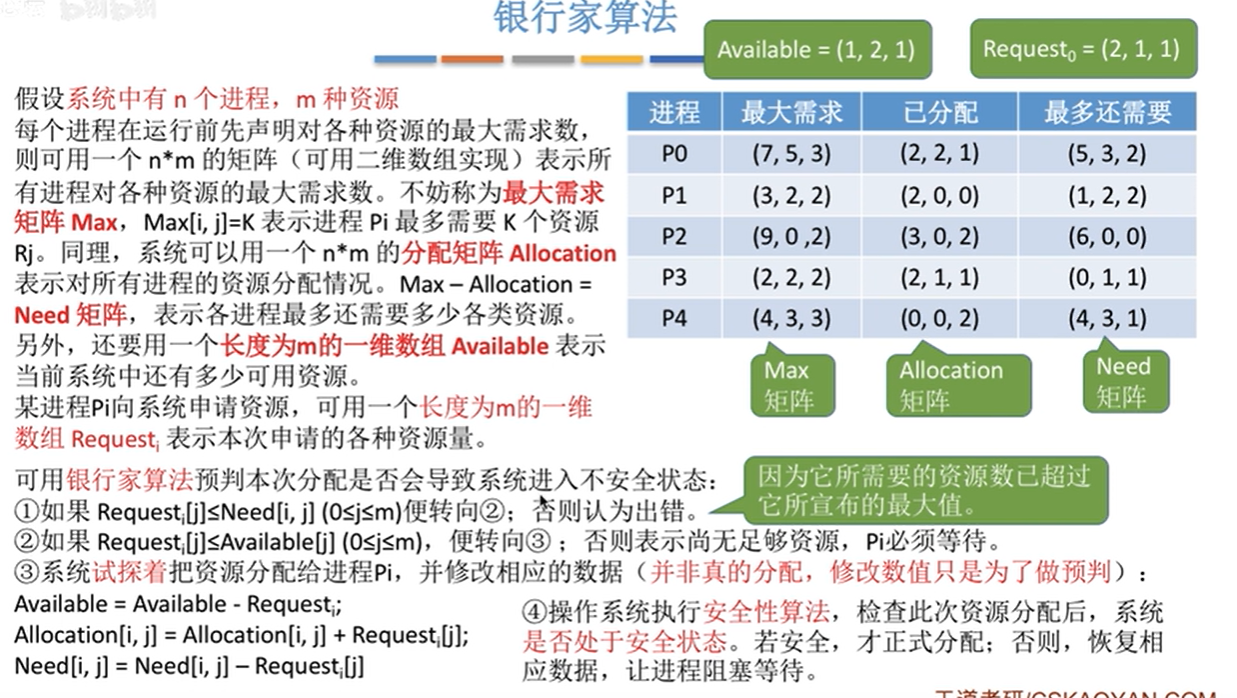 银行家算法
Available = (1, 2, 1)
Request0 = (2, 1, 1)
假设系统中有 n 个进程，m 种资源
每个进程在运行前先声明对各种资源的最大需求数，
则可用一个 n*m 的矩阵（可用二维数组实现）表示所
有进程对各种资源的最大需求数。不妨称为最大需求
矩阵 Max，Max[i, j]=K 表示进程 Pi 最多需要 K 个资源
Rj。同理，系统可以用一个 n*m 的分配矩阵 Allocation
表示对所有进程的资源分配情况。Max – Allocation =
Need 矩阵，表示各进程最多还需要多少各类资源。
另外，还要用一个长度为m的一维数组 Available 表示
当前系统中还有多少可用资源。
某进程Pi向系统申请资源，可用一个长度为m的一维
数组 Requesti 表示本次申请的各种资源量。
进程 最大需求 已分配 最多还需要
P0 (7, 5, 3) (2, 2, 1) (5, 3, 2)
P1 (3, 2, 2) (2, 0, 0) (1, 2, 2)
P2 (9, 0 ,2) (3, 0, 2) (6, 0, 0)
P3 (2, 2, 2) (2, 1, 1) (0, 1, 1)
P4 (4, 3, 3) (0, 0, 2) (4, 3, 1)
Max
矩阵
Allocation
矩阵
Need
矩阵
可用银行家算法预判本次分配是否会导致系统进入不安全状态：
①如果 Requesti[j]≤Need[i, j] (0≤j≤m)便转向②；否则认为出错。
因为它所需要的资源数已超过
它所宣布的最大值。
②如果 Requesti[j]≤Available[j] (0≤j≤m)，便转向③；否则表示尚无足够资源，Pi必须等待。
③系统试探着把资源分配给进程Pi，并修改相应的数据（并非真的分配，修改数值只是为了做预判）：
Available = Available - Requesti;
Allocation[i, j] = Allocation[i, j] + Requesti[j];
Need[i, j] = Need[i, j] – Requesti[j]
④操作系统执行安全性算法，检查此次资源分配后，系统
是否处于安全状态。若安全，才正式分配；否则，恢复相
应数据，让进程阻塞等待。
王道考研/CSKAOYAN.COM